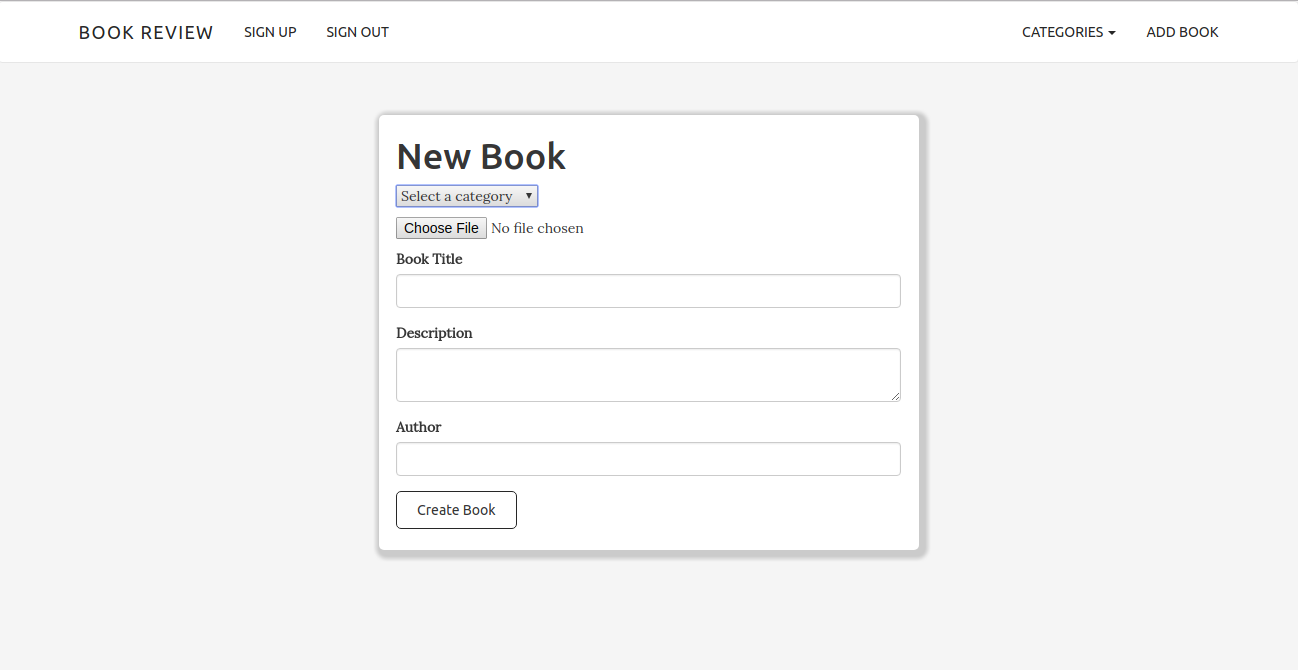 BOOK REVIEW SIGN UP SIGN OUT CATEGORIES ADD BOOK
New Book
Select a category
Choose File No file chosen
Book Title
Description
Author
Create Book